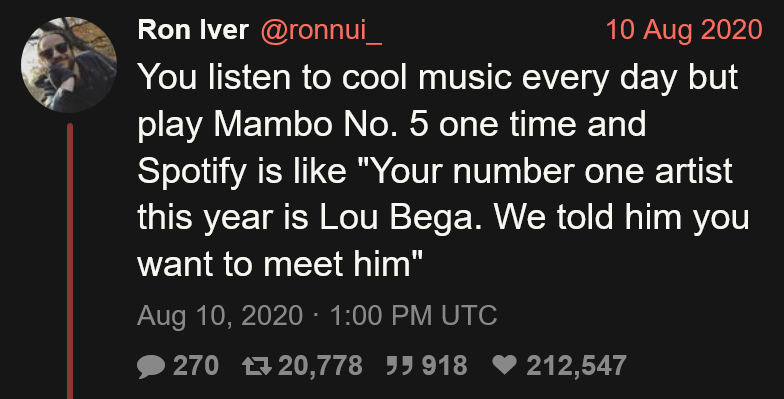 Ron Iver @ronnui_ 10 Aug 2020
You listen to cool music every day but
play Mambo No. 5 one time and
Spotify is like "Your number one artist
this year is Lou Bega. We told him you
want to meet him"
Aug 10, 2020 · 1:00 PM UTC
270 20,778 918 212,547